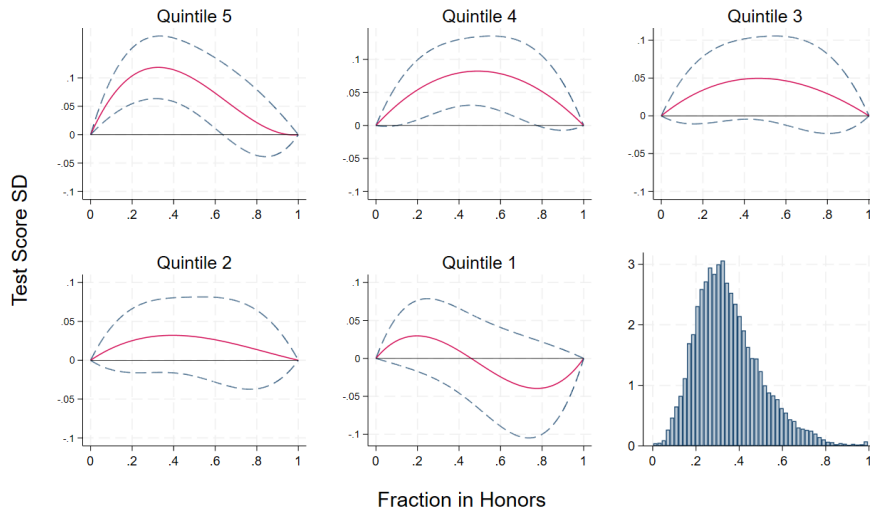 Quintile 5
Quintile 4
Quintile 3
.1
.05
0
-.05
-.1
0 .2 .4 .6 .8 1
.1
.05
0
-.05
-.1
0 .2 .4 .6 .8 1
.1
.05
0
-.05
-.1
0 .2 .4 .6 .8 1
Test Score SD
Quintile 2
Quintile 1
.1
.05
0
-.05
-.1
0 .2 .4 .6 .8 1
.1
.05
0
-.05
-.1
0 .2 .4 .6 .8 1
3
2
1
0
0 .2 .4 .6 .8 1
Fraction in Honors